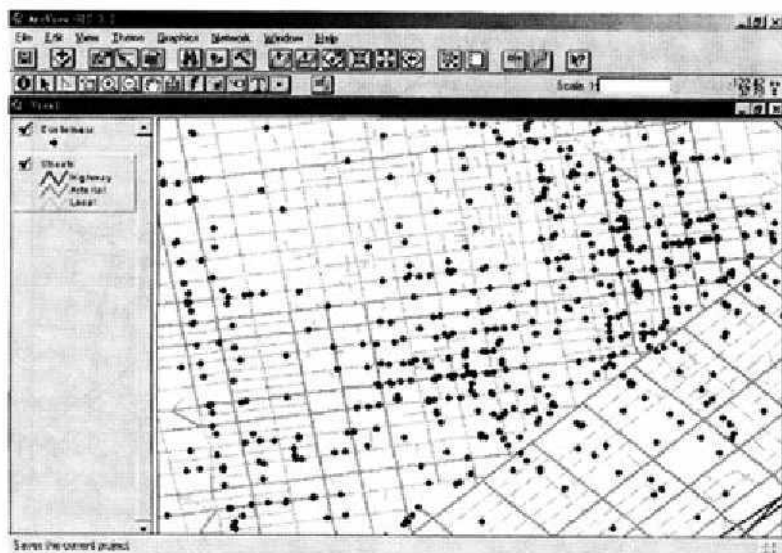 ArcView GIS 3.2
File Edit View Theme Graphics Network Window Help
Scale 1:
View1
Customers
Streets
Highway
Arterial
Local
Saves the current project